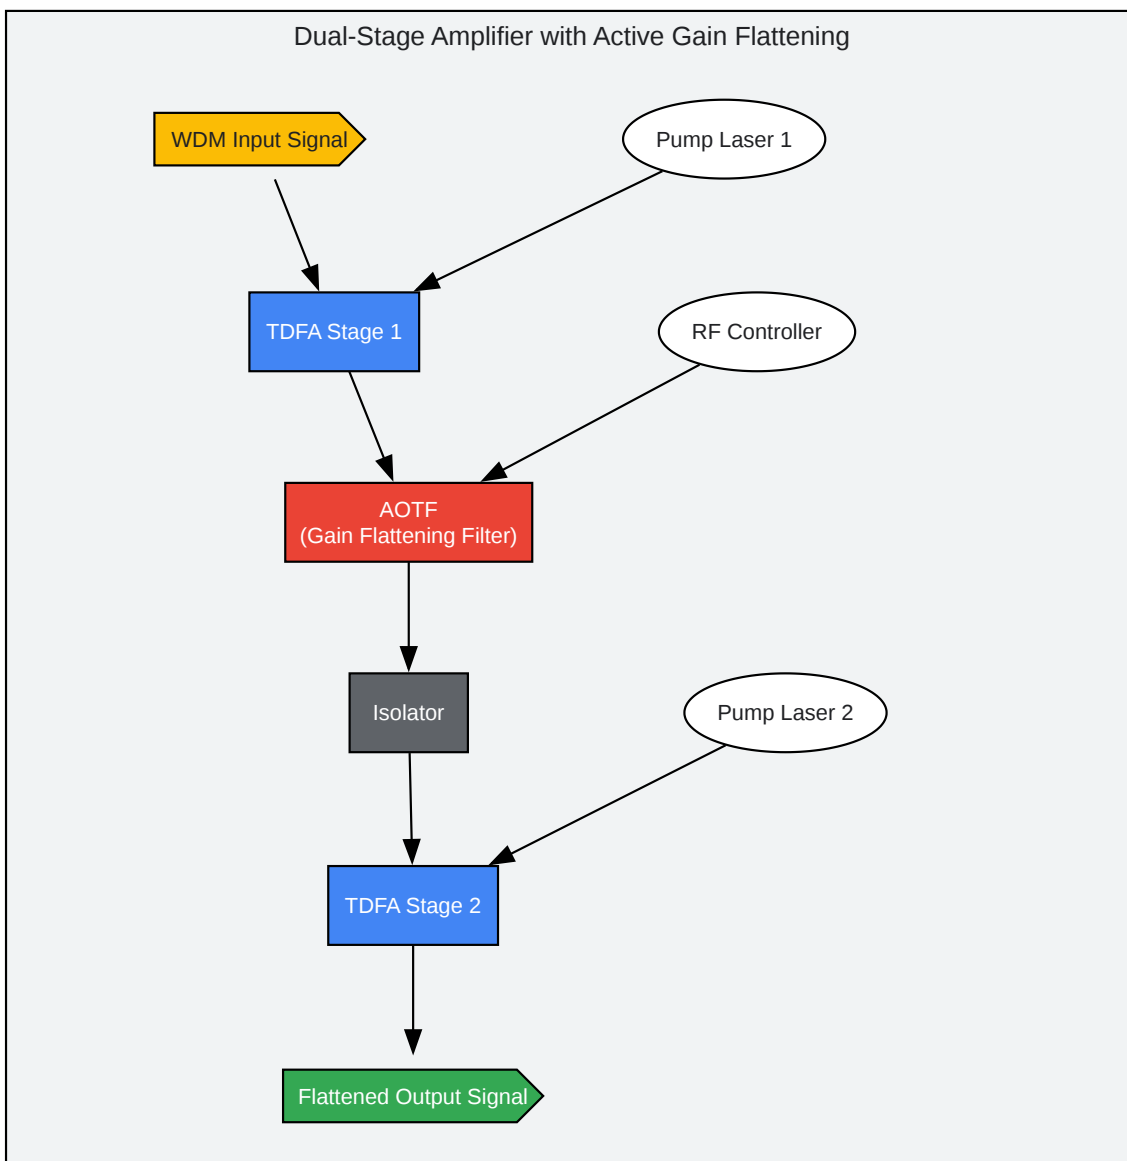 Dual-Stage Amplifier with Active Gain Flattening
WDM Input Signal
Pump Laser 1
TDFA Stage 1
RF Controller
AOTF
(Gain Flattening Filter)
Isolator
Pump Laser 2
TDFA Stage 2
Flattened Output Signal